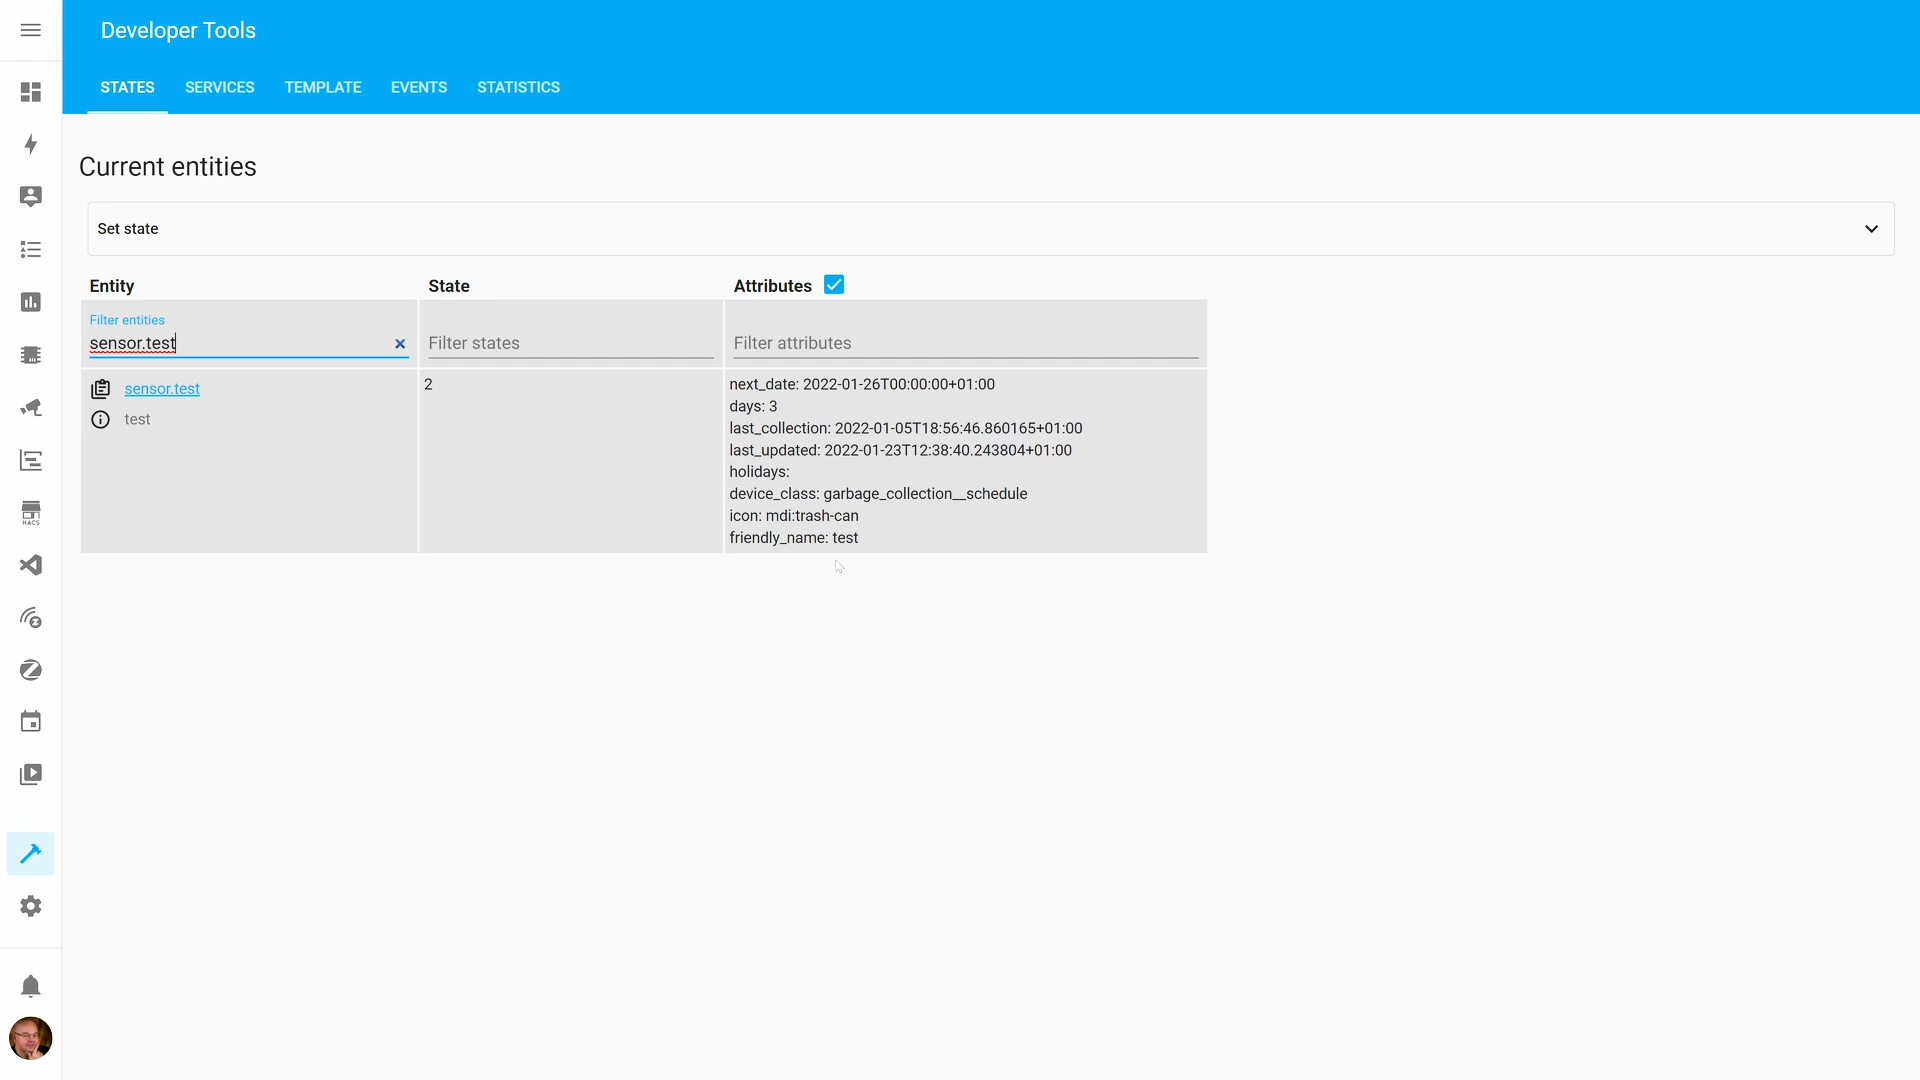 Developer Tools
STATES SERVICES TEMPLATE EVENTS STATISTICS
Current entities
Set state
Entity State Attributes
Filter entities
sensor.test Filter states Filter attributes
sensor.test 2 next_date: 2022-01-26T00:00:00+01:00
test days: 3
last_collection: 2022-01-05T18:56:46.860165+01:00
last_updated: 2022-01-23T12:38:40.243804+01:00
holidays:
device_class: garbage_collection__schedule
icon: mdi:trash-can
friendly_name: test
HACS